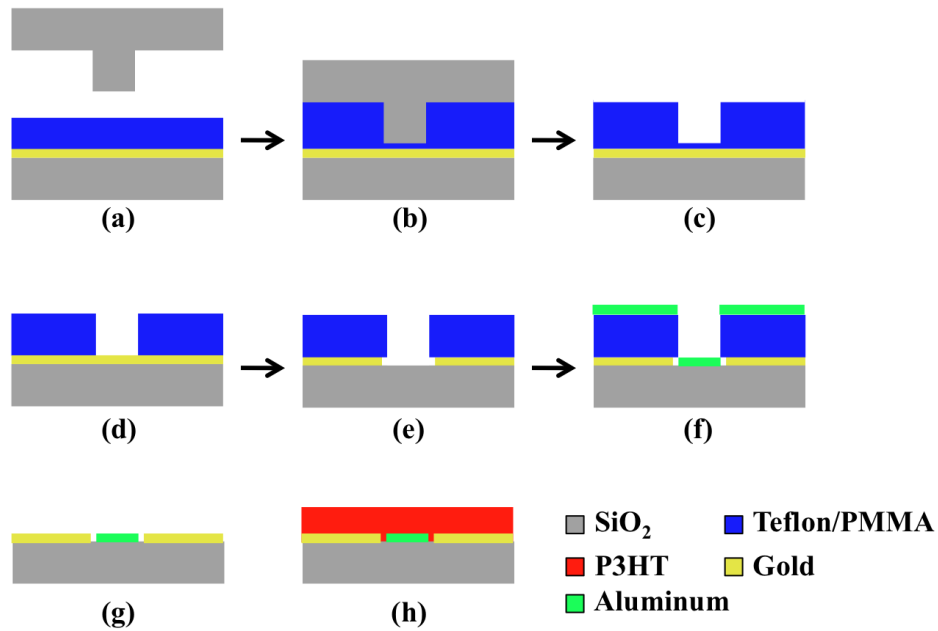 (a)
(b)
(c)
(d)
(e)
(f)
(g)
(h)
SiO₂
Teflon/PMMA
P3HT
Gold
Aluminum